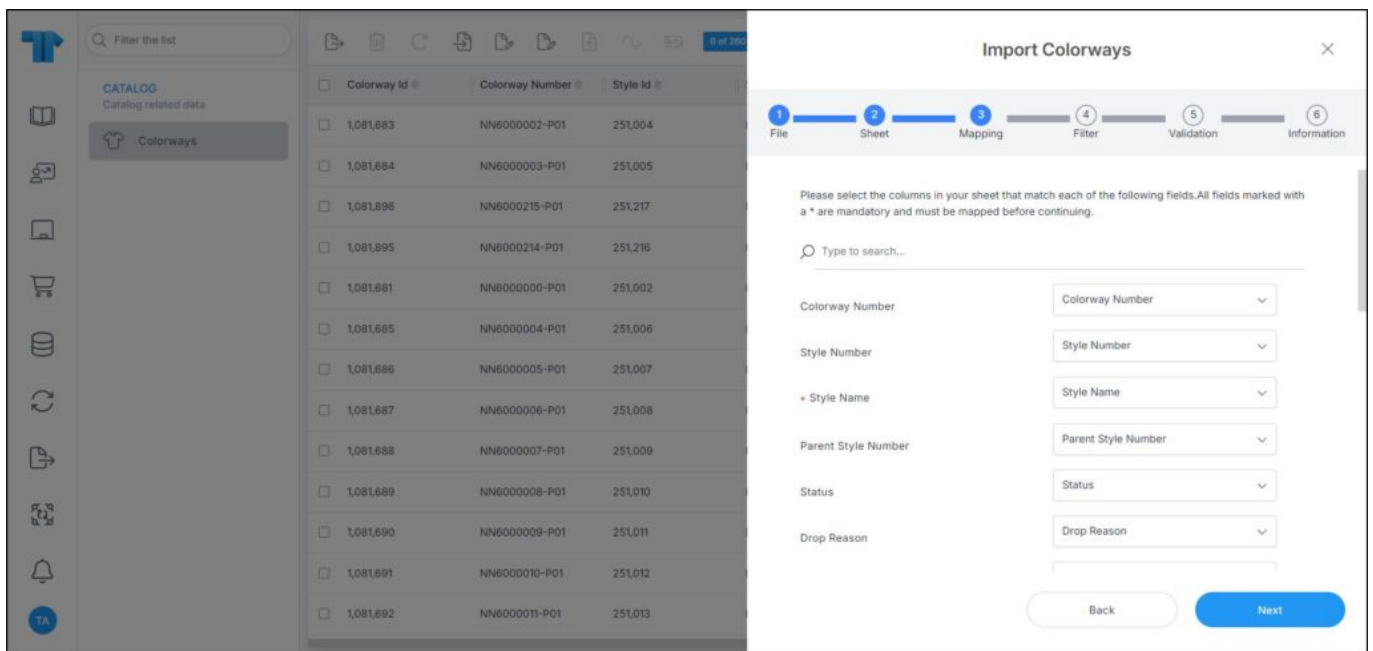 Filter the list
0 of 260
CATALOG
Catalog related data
Colorways
Colorway Id
Colorway Number
Style Id
1,081,683 NN6000002-P01 251,004
1,081,684 NN6000003-P01 251,005
1,081,896 NN6000215-P01 251,217
1,081,895 NN6000214-P01 251,216
1,081,681 NN6000000-P01 251,002
1,081,685 NN6000004-P01 251,006
1,081,686 NN6000005-P01 251,007
1,081,687 NN6000006-P01 251,008
1,081,688 NN6000007-P01 251,009
1,081,689 NN6000008-P01 251,010
1,081,690 NN6000009-P01 251,011
1,081,691 NN6000010-P01 251,012
1,081,692 NN6000011-P01 251,013
TA
Import Colorways
1 2 3 4 5 6
File Sheet Mapping Filter Validation Information
Please select the columns in your sheet that match each of the following fields.All fields marked with
a * are mandatory and must be mapped before continuing.
Type to search...
Colorway Number Colorway Number
Style Number Style Number
* Style Name Style Name
Parent Style Number Parent Style Number
Status Status
Drop Reason Drop Reason
Back Next